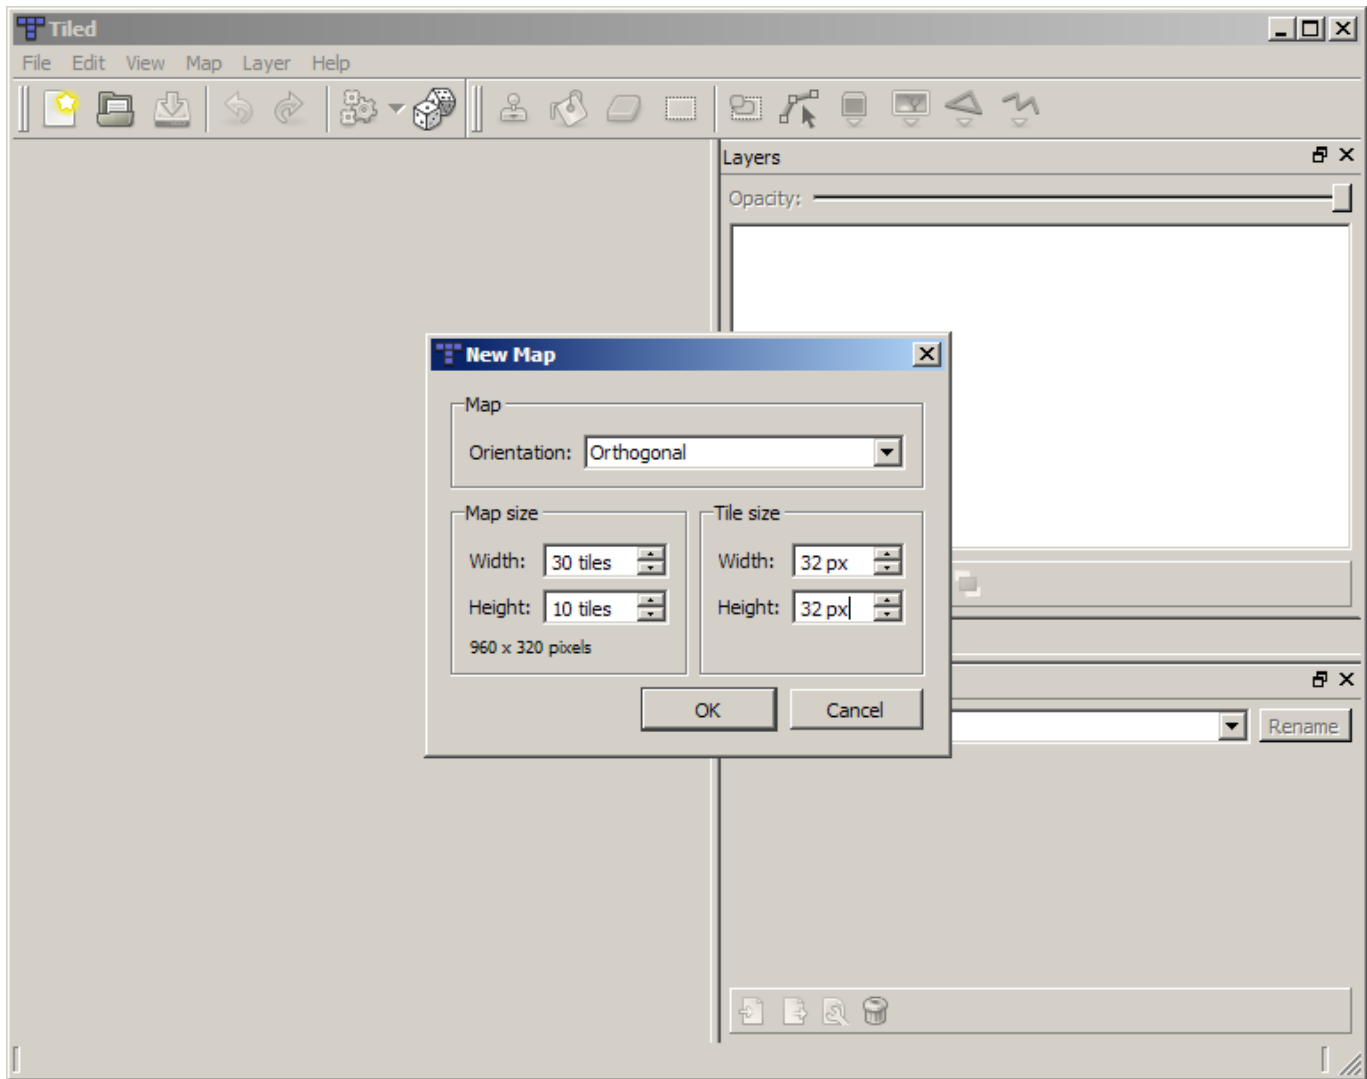 Tiled
File Edit View Map Layer Help
Layers
Opacity:
New Map
Map
Orientation: Orthogonal
Map size
Tile size
Width: 30 tiles
Width: 32 px
Height: 10 tiles
Height: 32 px
960 x 320 pixels
OK
Cancel
Rename